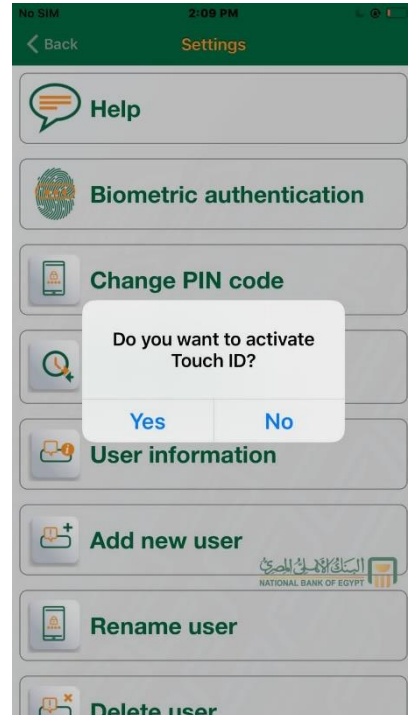 No SIM 2:09 PM
Back Settings
Help
Biometric authentication
Change PIN code
Do you want to activate
Touch ID?
Yes No
User information
Add new user
البنك الأهلي المصري
NATIONAL BANK OF EGYPT
Rename user
Delete user